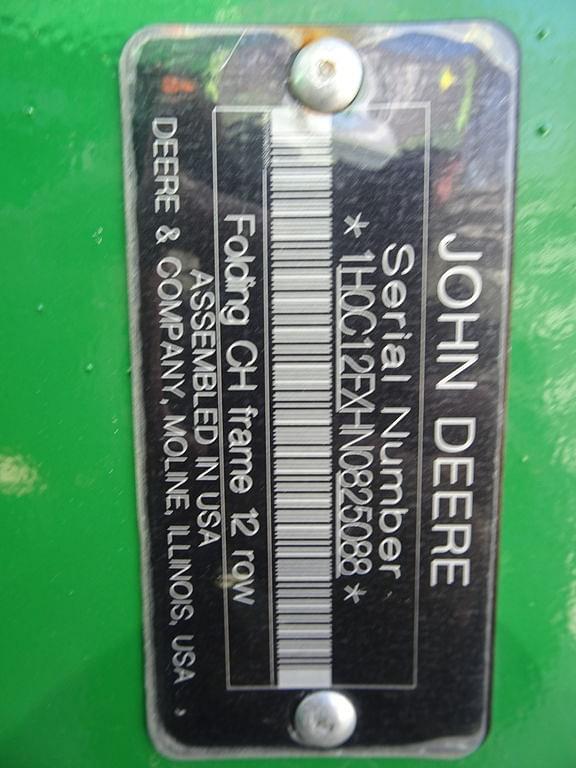 JOHN DEERE
Serial Number
* 1H0C12FXHN0825088 *
Folding CH frame 12 row
ASSEMBLED IN USA
DEERE & COMPANY, MOLINE, ILLINOIS, USA